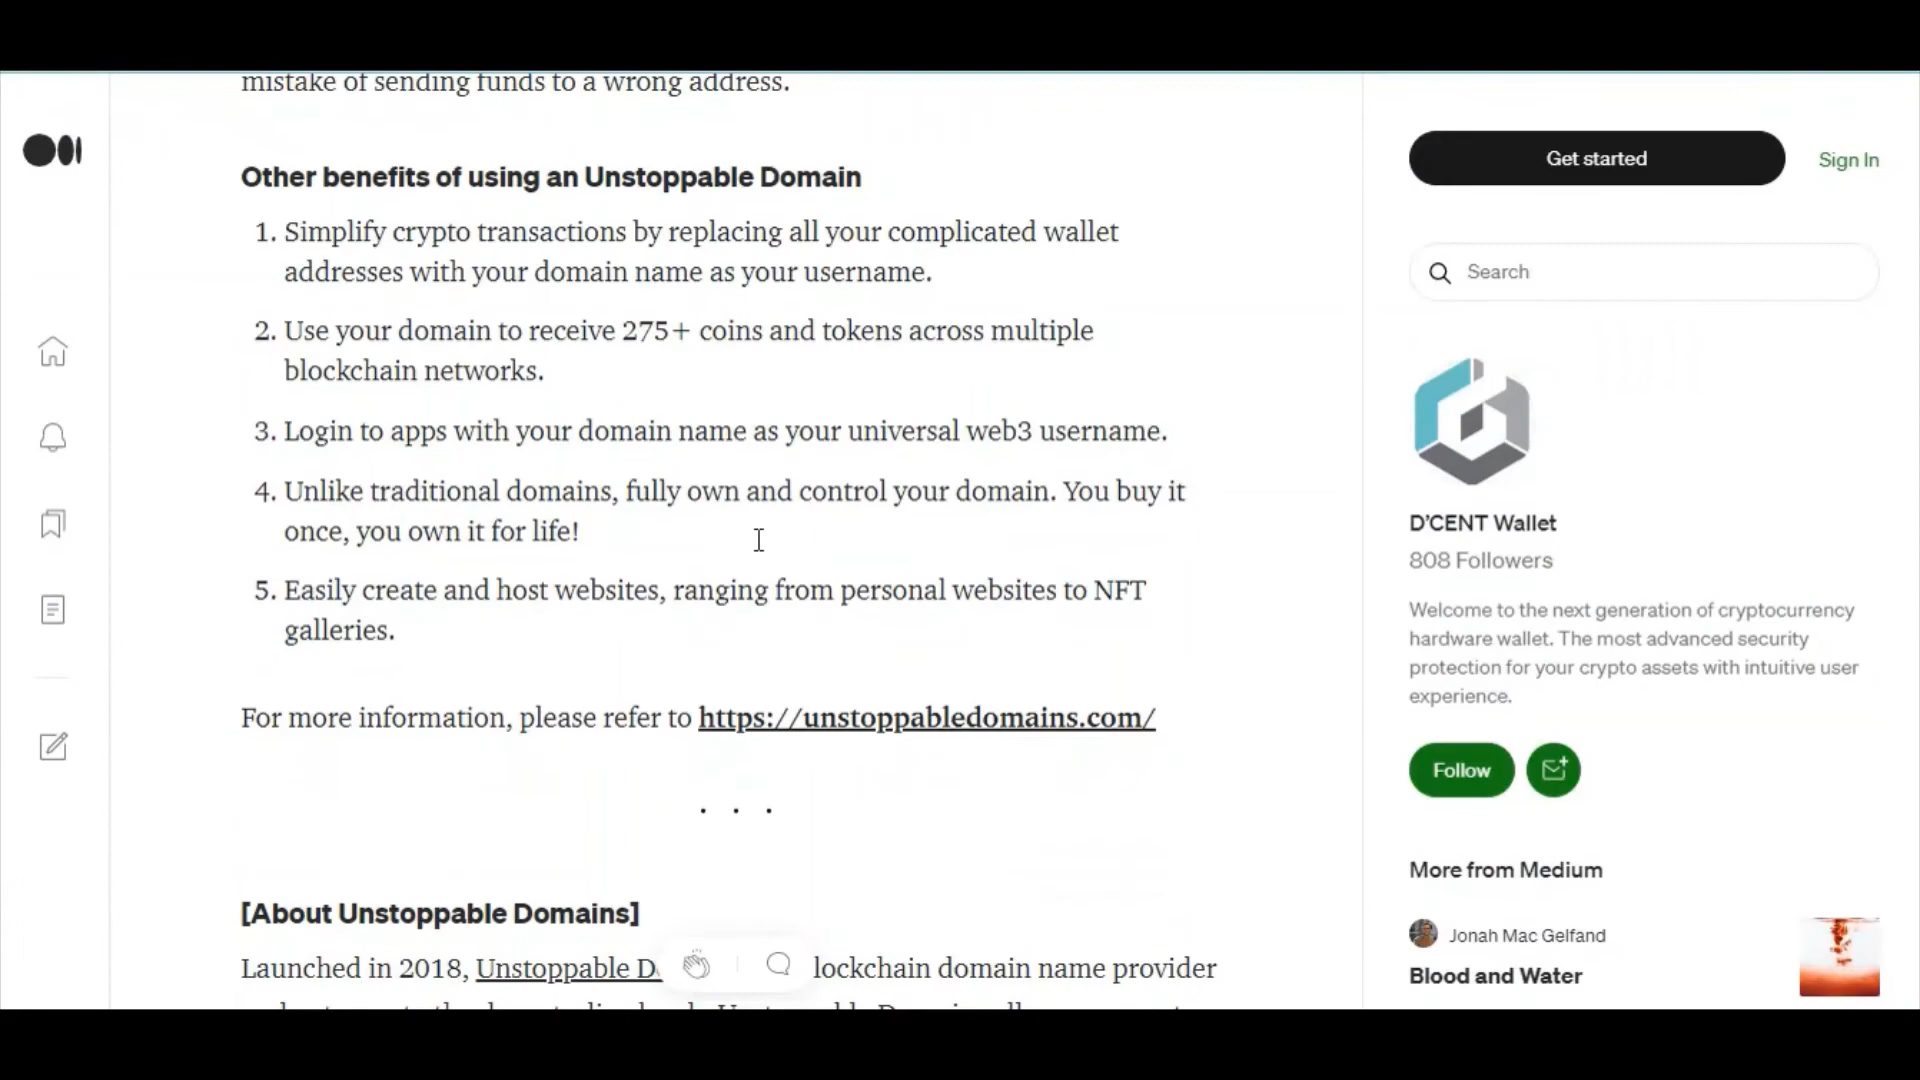 mistake of sending funds to a wrong address.
Other benefits of using an Unstoppable Domain
1. Simplify crypto transactions by replacing all your complicated wallet
addresses with your domain name as your username.
2. Use your domain to receive 275+ coins and tokens across multiple
blockchain networks.
3. Login to apps with your domain name as your universal web3 username.
4. Unlike traditional domains, fully own and control your domain. You buy it
once, you own it for life!
5. Easily create and host websites, ranging from personal websites to NFT
galleries.
For more information, please refer to https://unstoppabledomains.com/
. . .
[About Unstoppable Domains]
Launched in 2018, Unstoppable D lockchain domain name provider
Get started
Sign In
Search
D'CENT Wallet
808 Followers
Welcome to the next generation of cryptocurrency
hardware wallet. The most advanced security
protection for your crypto assets with intuitive user
experience.
Follow
More from Medium
Jonah Mac Gelfand
Blood and Water